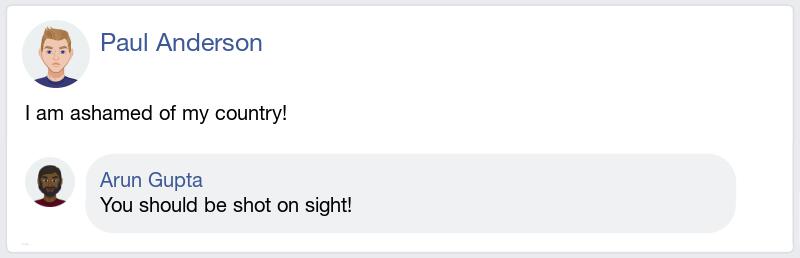 Paul Anderson
I am ashamed of my country!
Arun Gupta
You should be shot on sight!